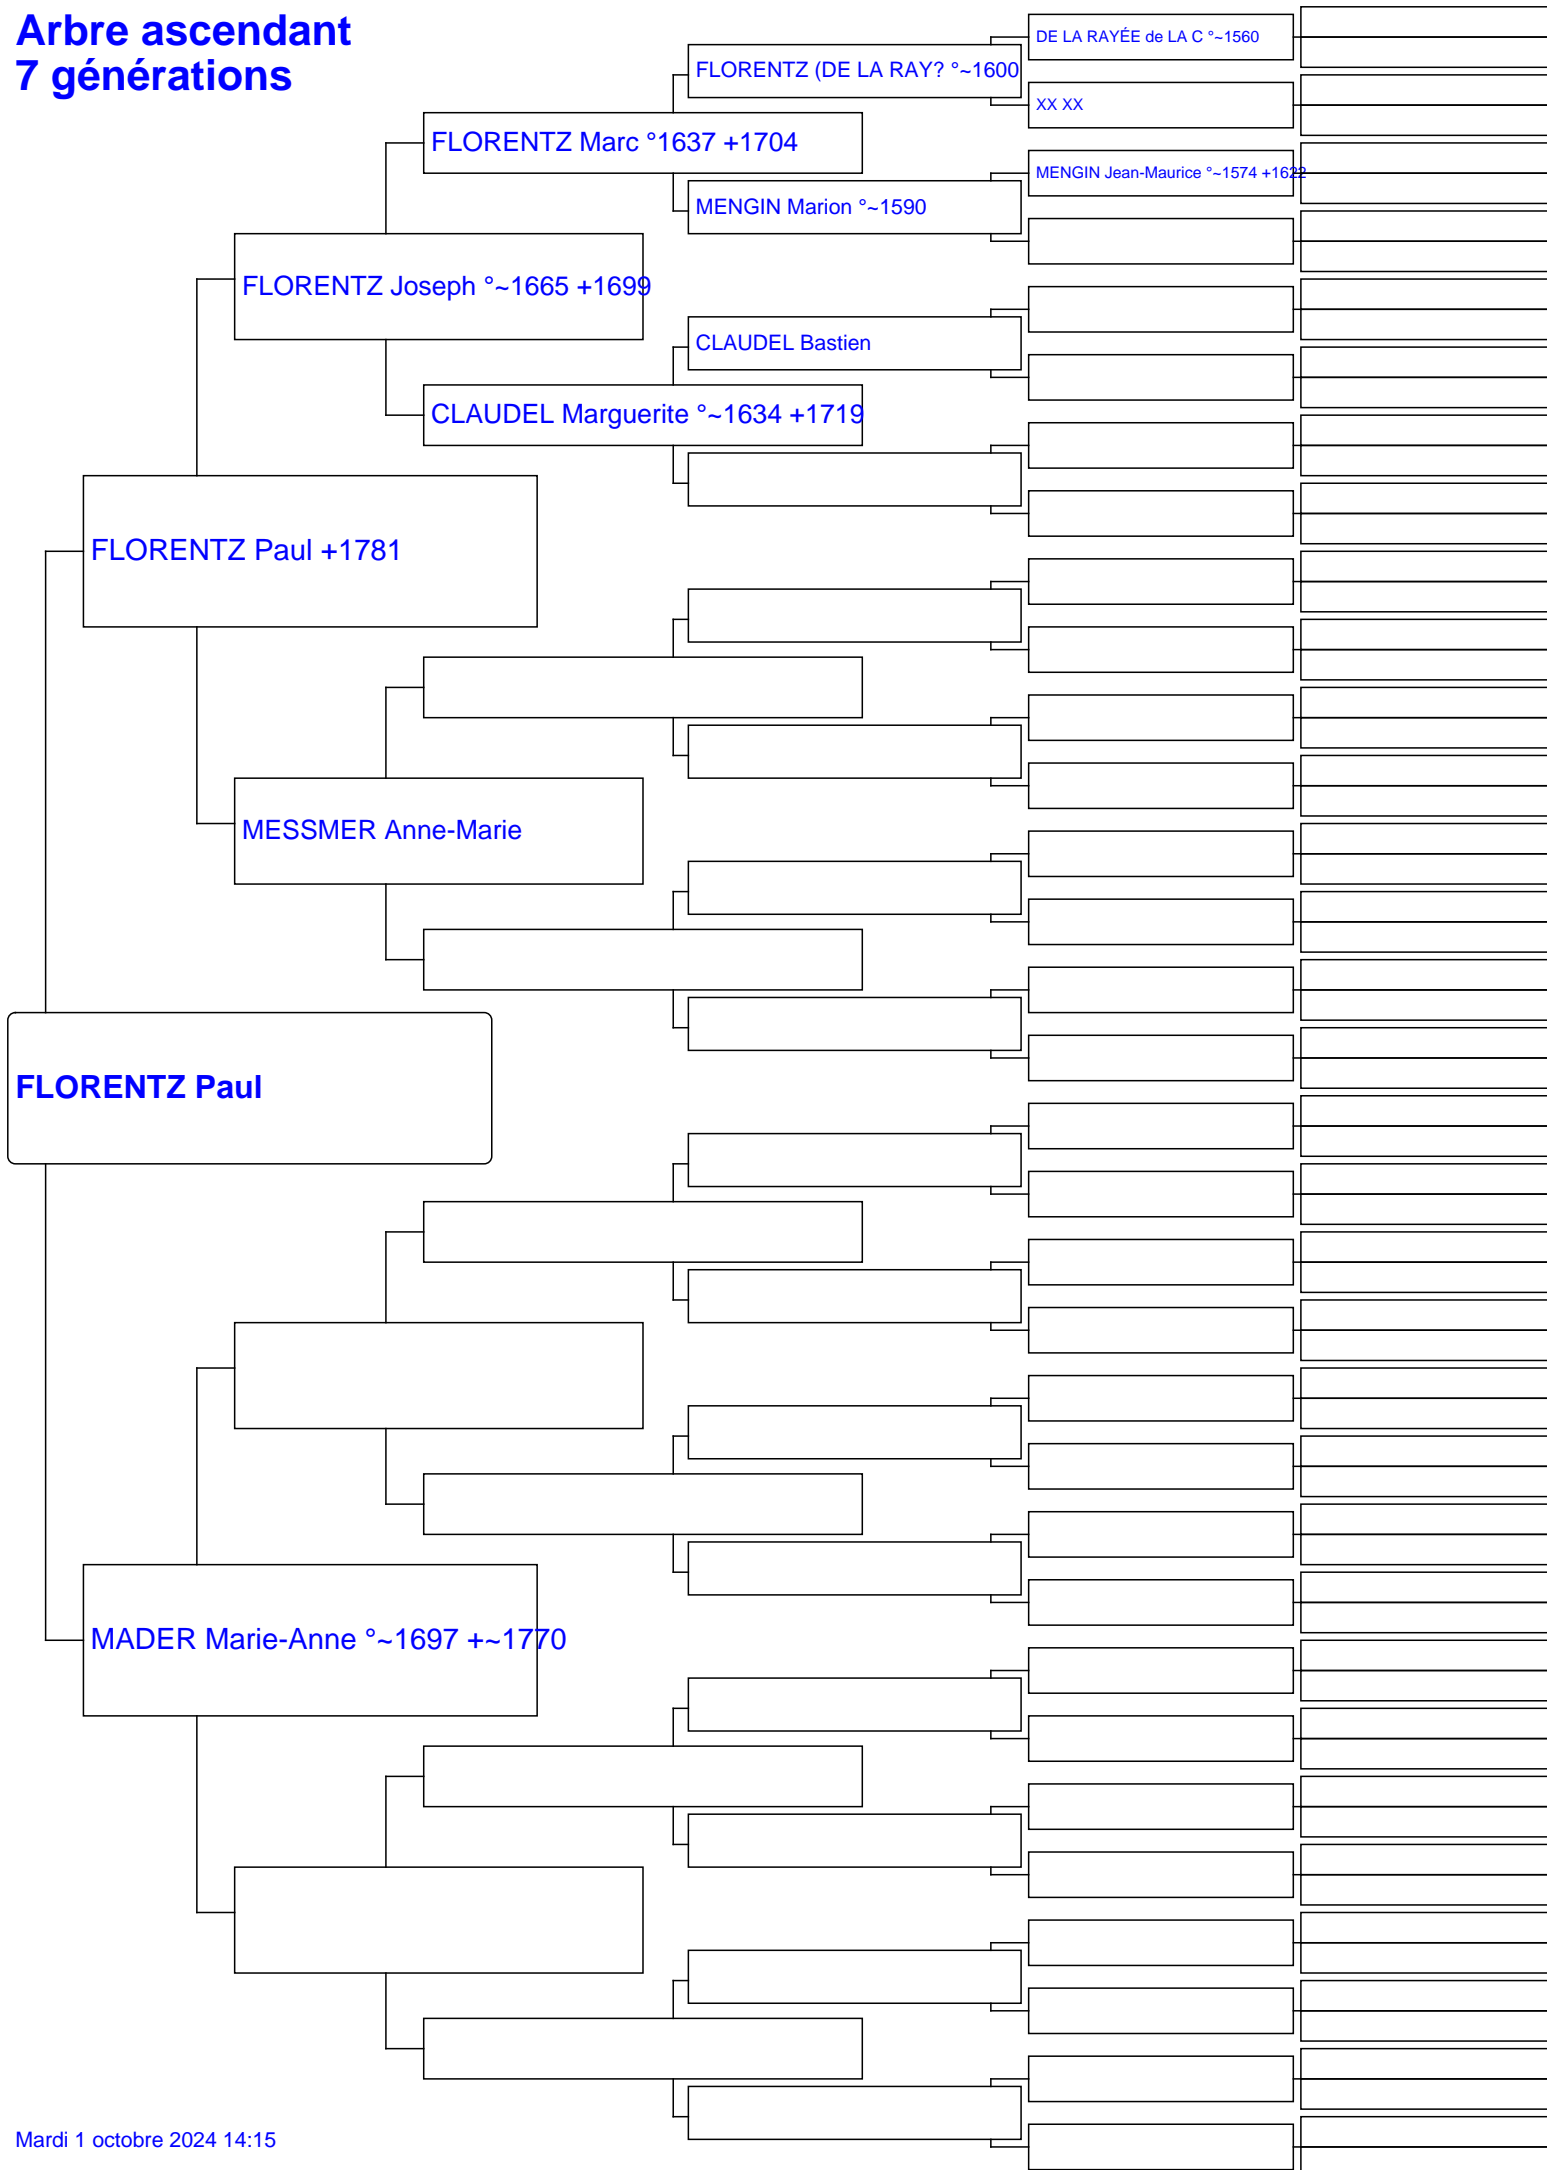 Arbre ascendant
7 générations
DE LA RAYÉE de LA C °~1560
FLORENTZ (DE LA RAY? °~1600
XX XX
FLORENTZ Marc °1637 +1704
MENGIN Jean-Maurice °~1574 +1622
MENGIN Marion °~1590
FLORENTZ Joseph °~1665 +1699
CLAUDEL Bastien
CLAUDEL Marguerite °~1634 +1719
FLORENTZ Paul +1781
MESSMER Anne-Marie
FLORENTZ Paul
MADER Marie-Anne °~1697 +~1770
Mardi 1 octobre 2024 14:15